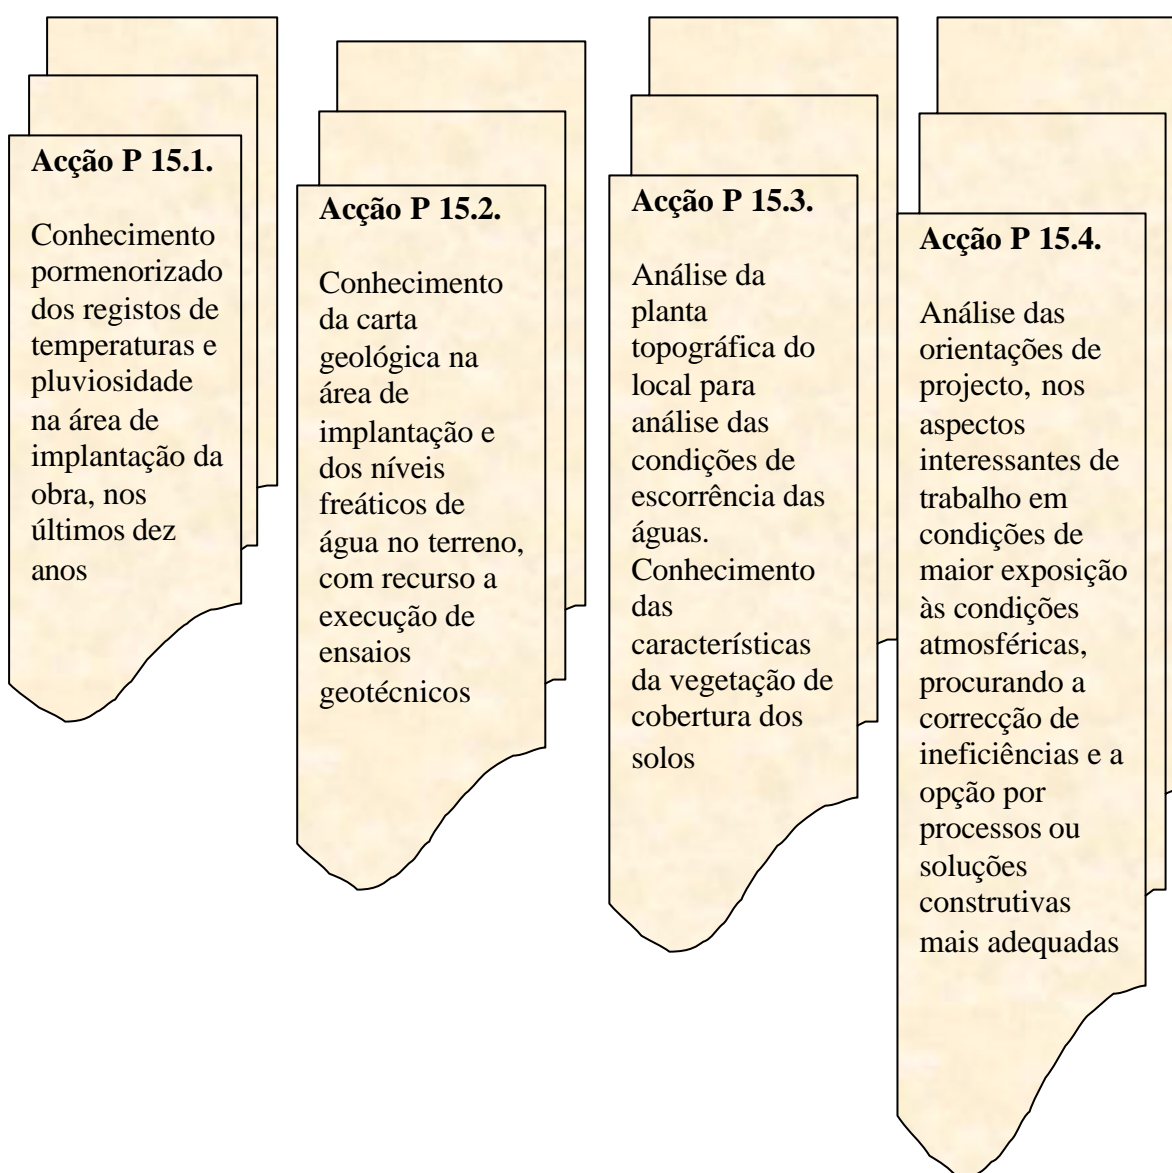 Acção P 15.1.
Conhecimento
pormenorizado
dos registos de
temperaturas e
pluviosidade
na área de
implantação da
obra, nos
últimos dez
anos
Acção P 15.2.
Conhecimento
da carta
geológica na
área de
implantação e
dos níveis
freáticos de
água no terreno,
com recurso a
execução de
ensaios
geotécnicos
Acção P 15.3.
Análise da
planta
topográfica do
local para
análise das
condições de
escorrência das
águas.
Conhecimento
das
características
da vegetação de
cobertura dos
solos
Acção P 15.4.
Análise das
orientações de
projecto, nos
aspectos
interessantes de
trabalho em
condições de
maior exposição
às condições
atmosféricas,
procurando a
correcção de
ineficiências e a
opção por
processos ou
soluções
construtivas
mais adequadas